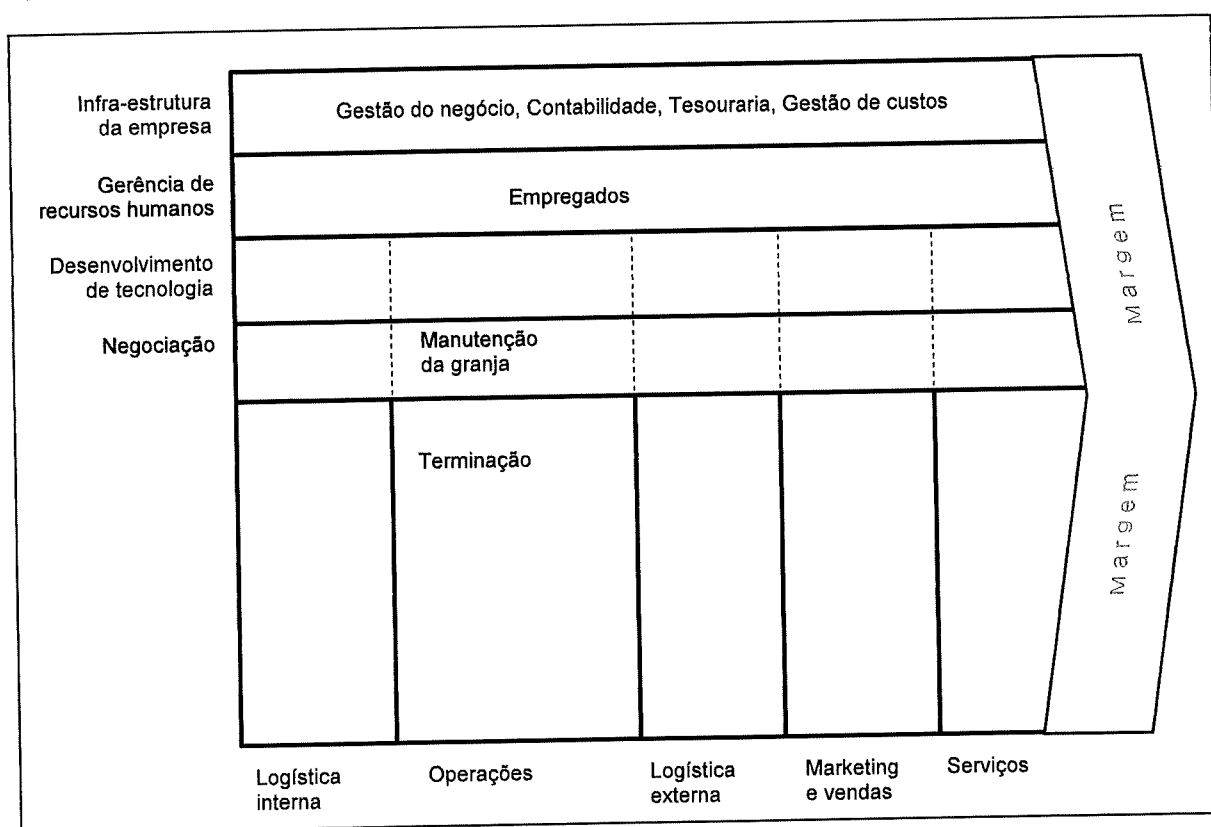 Infra-estrutura
da empresa
Gestão do negócio, Contabilidade, Tesouraria, Gestão de custos
Gerência de
recursos humanos
Empregados
Desenvolvimento
de tecnologia
Negociação
Manutenção
da granja
Terminação
Margem
Margem
Logística
interna
Operações
Logística
externa
Marketing
e vendas
Serviços